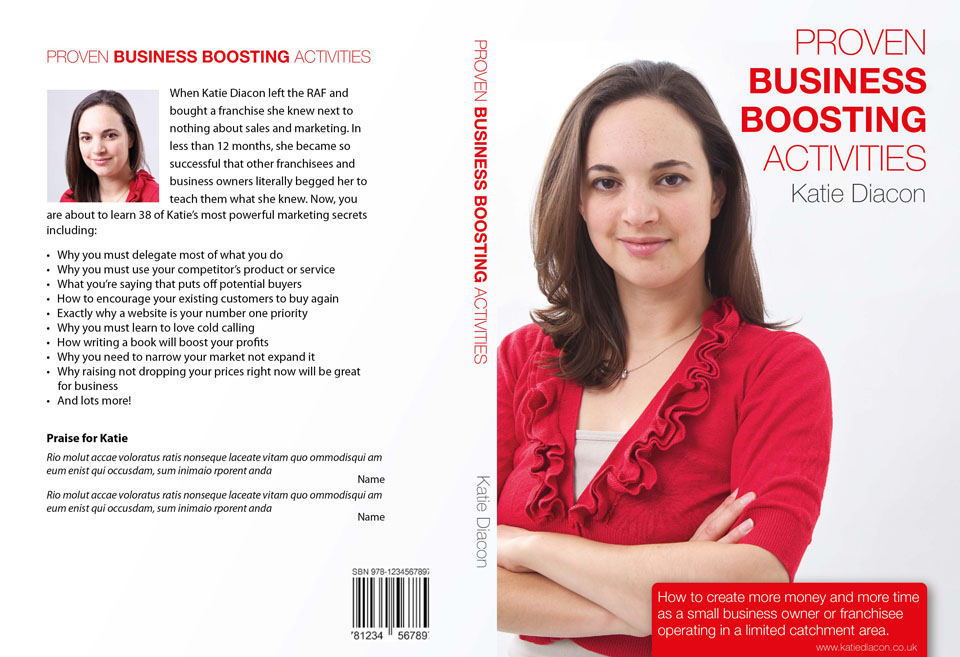 PROVEN BUSINESS BOOSTING ACTIVITIES
When Katie Diacon left the RAF and
bought a franchise she knew next to
nothing about sales and marketing. In
less than 12 months, she became so
successful that other franchisees and
business owners literally begged her to
teach them what she knew. Now, you
are about to learn 38 of Katie's most powerful marketing secrets
including:
• Why you must delegate most of what you do
• Why you must use your competitor's product or service
• What you're saying that puts off potential buyers
• How to encourage your existing customers to buy again
• Exactly why a website is your number one priority
• Why you must learn to love cold calling
• How writing a book will boost your profits
• Why you need to narrow your market not expand it
• Why raising not dropping your prices right now will be great
for business
• And lots more!
Praise for Katie
Rio molut accae voloratus ratis nonseque laceate vitam quo ommodisqui am
eum enist qui occusdam, sum inimaio rporent anda
Name
Rio molut accae voloratus ratis nonseque laceate vitam quo ommodisqui am
eum enist qui occusdam, sum inimaio rporent anda
Name
SBN 978-1234567897
781234 567897
PROVEN BUSINESS BOOSTING ACTIVITIES
Katie Diacon
PROVEN
BUSINESS
BOOSTING
ACTIVITIES
Katie Diacon
How to create more money and more time
as a small business owner or franchisee
operating in a limited catchment area.
www.katiediacon.co.uk